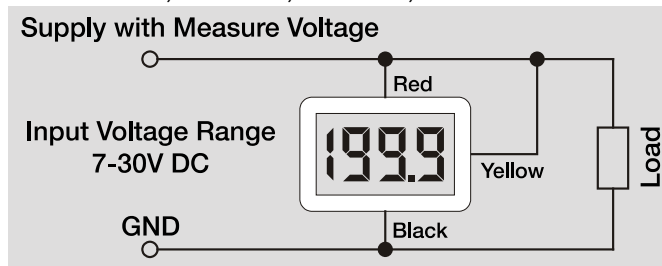 Supply with Measure Voltage
Red
Input Voltage Range
7-30V DC
199.9
Yellow
Load
GND
Black